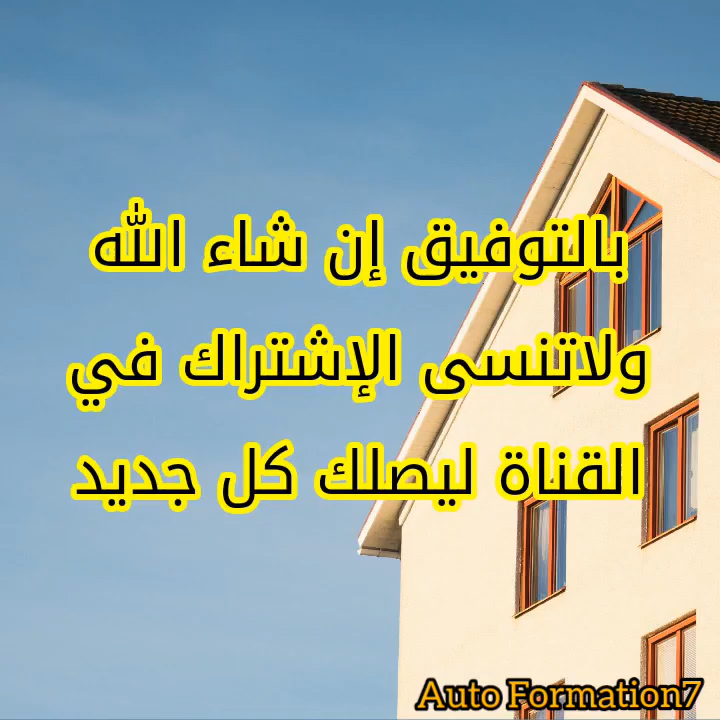 بالتوفيق إن شاء الله
ولاتنسى الإشتراك في
القناة ليصلك كل جديد
Auto Formation7